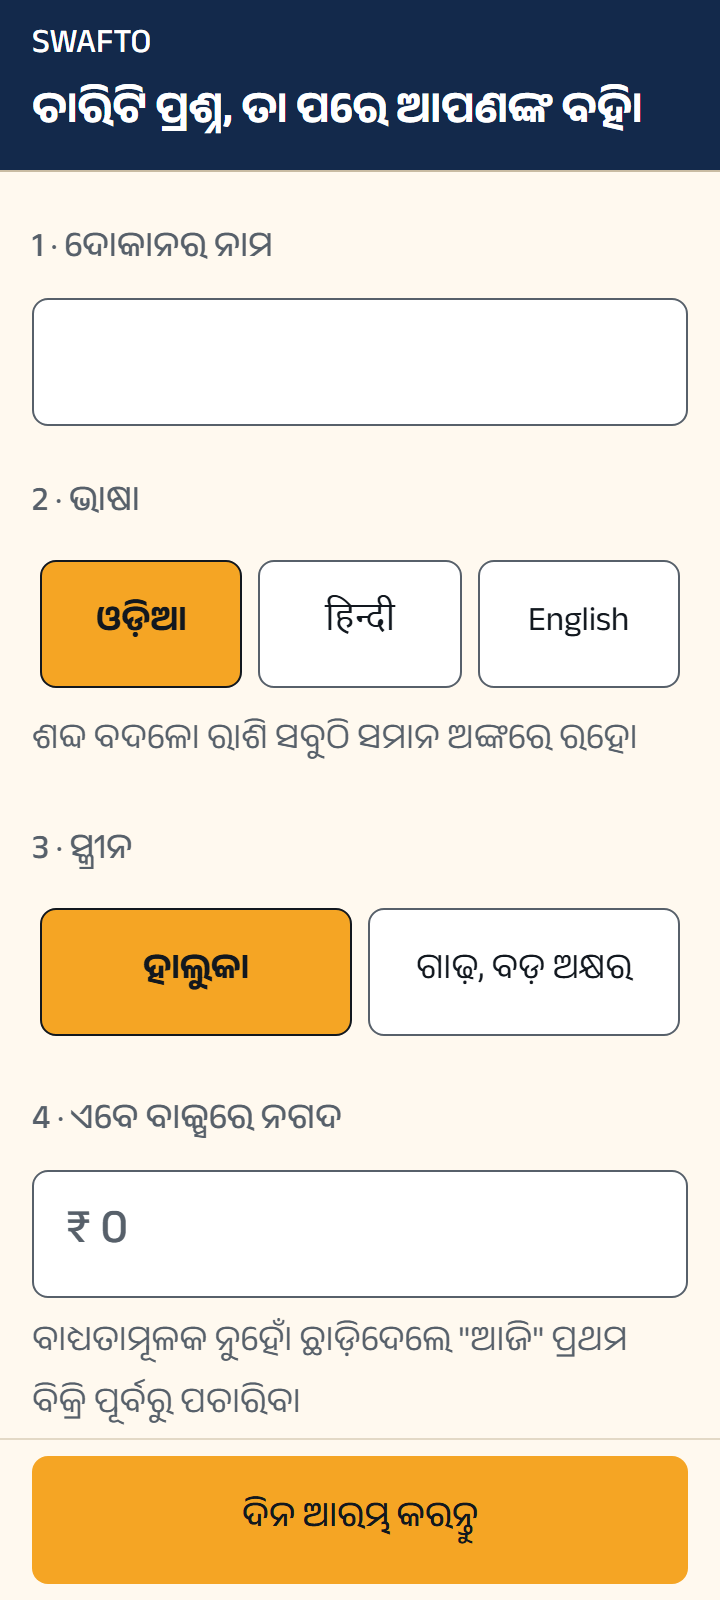 SWAFTO
ଚାରିଟି ପ୍ରଶ୍ନ, ତା ପରେ ଆପଣଙ୍କ ବହି।
1 · ଦୋକାନର ନାମ
2 · ଭାଷା
ଓଡ଼ିଆ
हिन्दी
English
ଶବ୍ଦ ବଦଳେ। ରାଶି ସବୁଠି ସମାନ ଅଙ୍କରେ ରହେ।
3 · ସ୍କ୍ରୀନ
ହାଲୁକା
ଗାଢ଼, ବଡ଼ ଅକ୍ଷର
4 · ଏବେ ବାକ୍ସରେ ନଗଦ
₹ 0
ବାଧ୍ୟତାମୂଳକ ନୁହେଁ। ଛାଡ଼ିଦେଲେ "ଆଜି" ପ୍ରଥମ
ବିକ୍ରି ପୂର୍ବରୁ ପଚାରିବ।
ଦିନ ଆରମ୍ଭ କରନ୍ତୁ